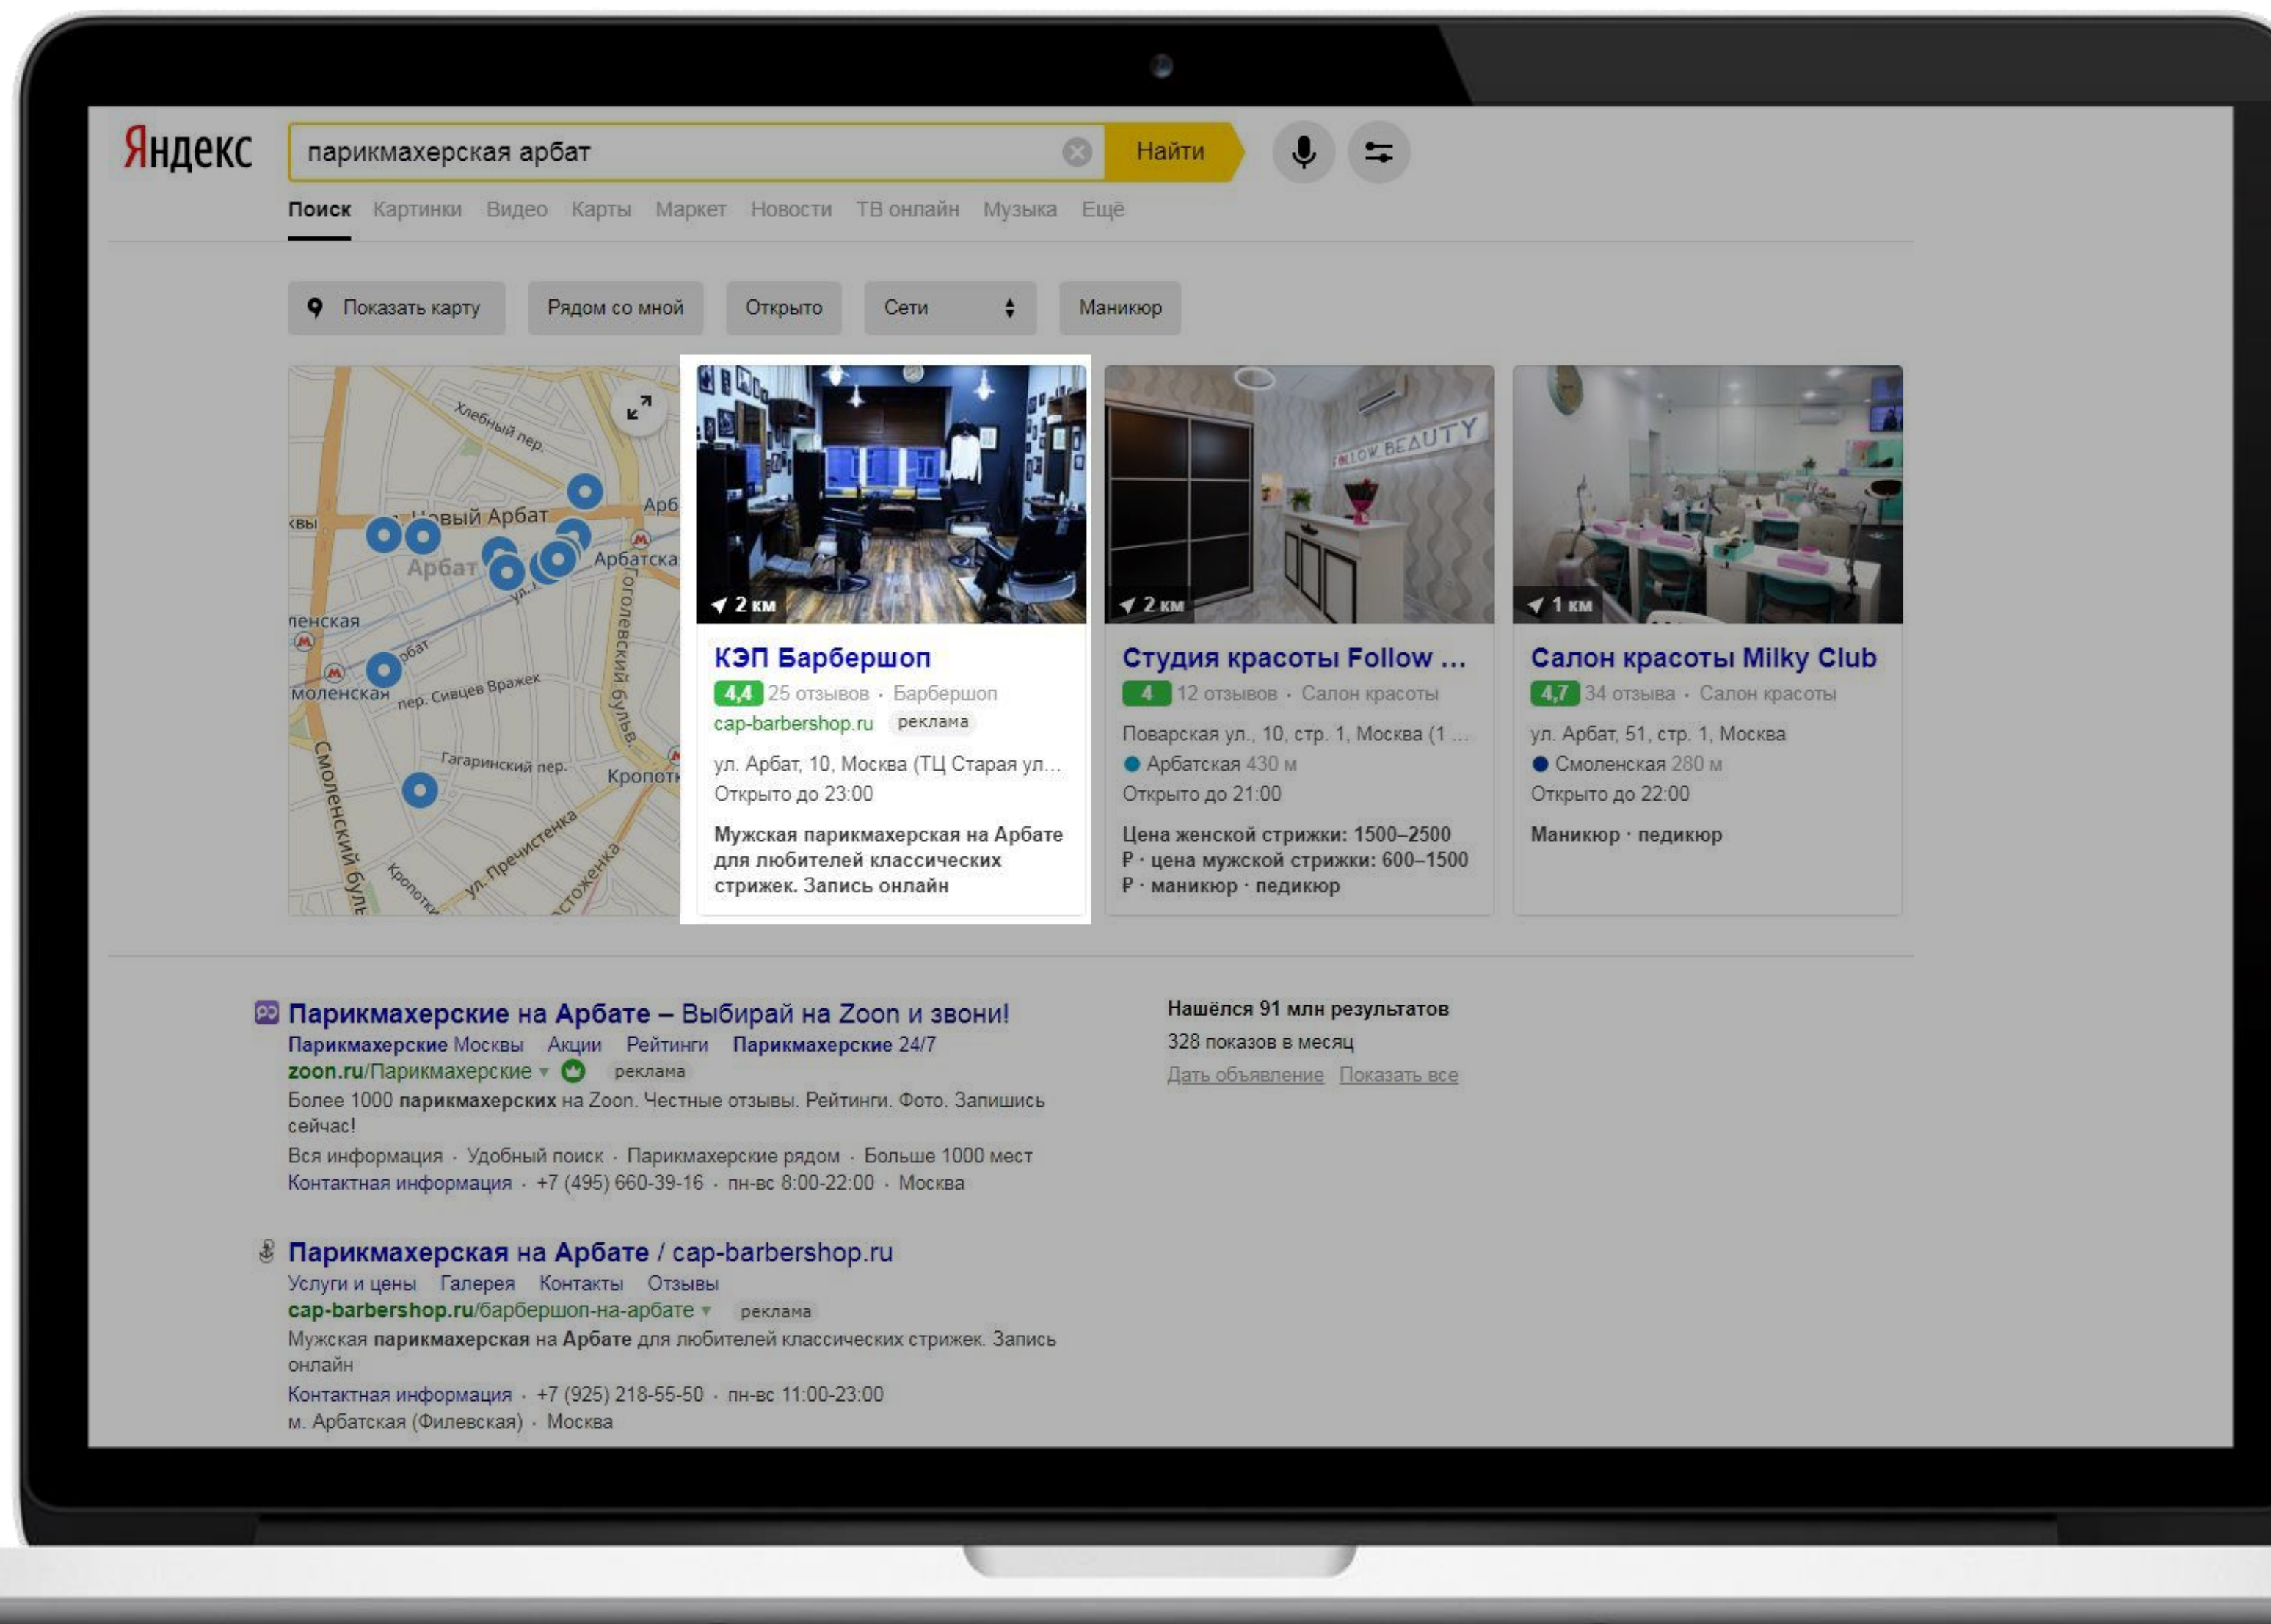 Яндекс
парикмахерская арбат
Найти
Поиск Картинки Видео Карты Маркет Новости ТВ онлайн Музыка Ещё
Показать карту
Рядом со мной
Открыто
Сети
Маникюр
Хлебный пер.
Новый Арбат
Арб
квы
Арбат
Арбатска
ул.
Гоголевский бульв.
ленская
рбат
моленская
пер. Сивцев Вражек
Гагаринский пер.
Кропотк
Смоленский буль
ул. Пречистенка
Кропотки
остоженка
2 км
КЭП Барбершоп
4,4 25 отзывов · Барбершоп
cap-barbershop.ru реклама
ул. Арбат, 10, Москва (ТЦ Старая ул...
Открыто до 23:00
Мужская парикмахерская на Арбате
для любителей классических
стрижек. Запись онлайн
FOLLOW BEAUTY
2 км
Студия красоты Follow ...
4 12 отзывов · Салон красоты
Поварская ул., 10, стр. 1, Москва (1 ...
Арбатская 430 м
Открыто до 21:00
Цена женской стрижки: 1500–2500
₽ · цена мужской стрижки: 600–1500
₽ · маникюр · педикюр
1 км
Салон красоты Milky Club
4,7 34 отзыва · Салон красоты
ул. Арбат, 51, стр. 1, Москва
Смоленская 280 м
Открыто до 22:00
Маникюр · педикюр
Парикмахерские на Арбате – Выбирай на Zoon и звони!
Парикмахерские Москвы Акции Рейтинги Парикмахерские 24/7
zoon.ru/Парикмахерские реклама
Более 1000 парикмахерских на Zoon. Честные отзывы. Рейтинги. Фото. Запишись
сейчас!
Вся информация · Удобный поиск · Парикмахерские рядом · Больше 1000 мест
Контактная информация · +7 (495) 660-39-16 · пн-вс 8:00-22:00 · Москва
Нашёлся 91 млн результатов
328 показов в месяц
Дать объявление Показать все
Парикмахерская на Арбате / cap-barbershop.ru
Услуги и цены Галерея Контакты Отзывы
cap-barbershop.ru/барбершоп-на-арбате реклама
Мужская парикмахерская на Арбате для любителей классических стрижек. Запись
онлайн
Контактная информация · +7 (925) 218-55-50 · пн-вс 11:00-23:00
м. Арбатская (Филевская) · Москва